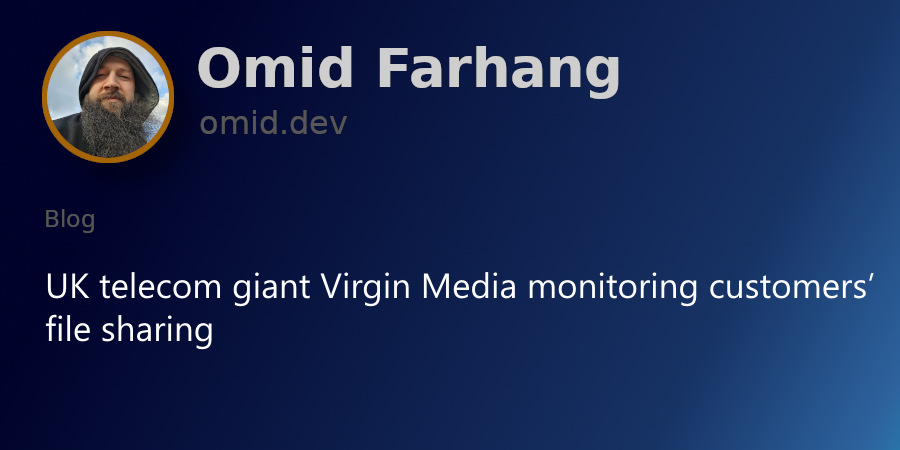 Omid Farhang
omid.dev
Blog
UK telecom giant Virgin Media monitoring customers’
file sharing